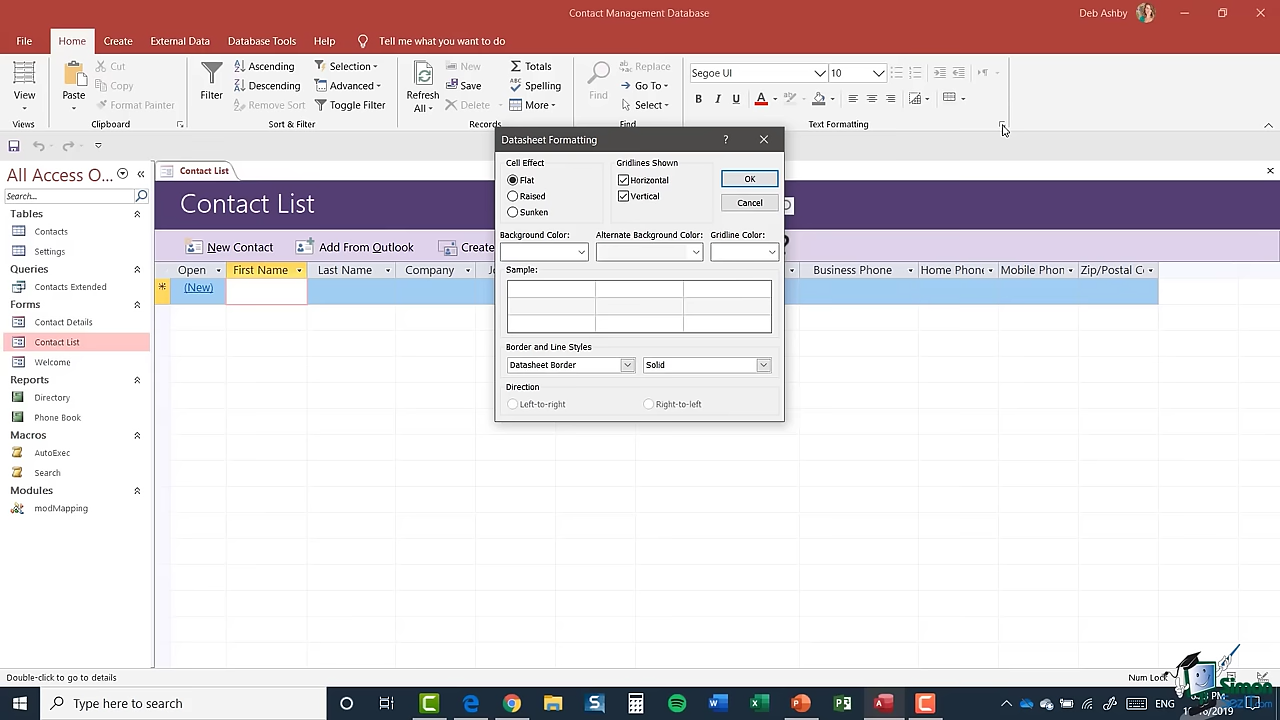 Contact Management Database
Deb Ashby
File Home Create External Data Database Tools Help Tell me what you want to do
View
Views
Paste
Cut
Copy
Format Painter
Clipboard
Filter
Ascending
Descending
Remove Sort
Selection
Advanced
Toggle Filter
Sort & Filter
Refresh
All
New
Save
Delete
Totals
Spelling
More
Records
Find
Replace
Go To
Select
Find
Segoe UI 10
B I U A
Text Formatting
All Access O...
Search...
Tables
Contacts
Settings
Queries
Contacts Extended
Forms
Contact Details
Contact List
Welcome
Reports
Directory
Phone Book
Macros
AutoExec
Search
Modules
modMapping
Contact List
Contact List
New Contact Add From Outlook Create
Open First Name Last Name Company Business Phone Home Phone Mobile Phon Zip/Postal
(New)
Datasheet Formatting ?
Cell Effect
Flat
Raised
Sunken
Gridlines Shown
Horizontal
Vertical
OK
Cancel
Background Color: Alternate Background Color: Gridline Color:
Sample:
Border and Line Styles
Datasheet Border Solid
Direction
Left-to-right Right-to-left
Double-click to go to details
Num Lock
Type here to search
ENG
Simon